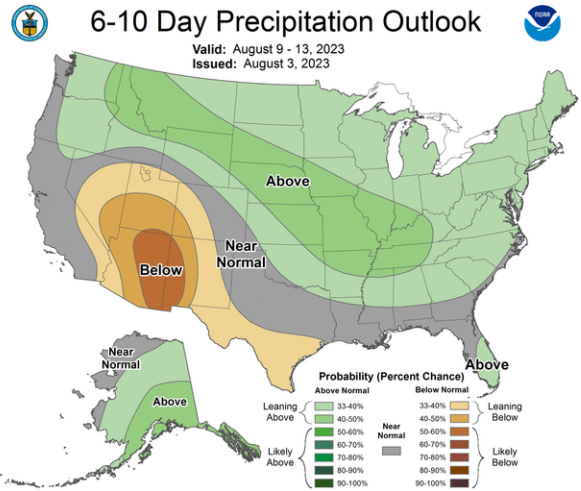 6-10 Day Precipitation Outlook
Valid: August 9 - 13, 2023
Issued: August 3, 2023
NOAA
Above
Near
Normal
Below
Above
Near
Normal
Above
Probability (Percent Chance)
Above Normal
Below Normal
Leaning
Above
33-40%
40-50%
Likely
Above
50-60%
60-70%
70-80%
80-90%
90-100%
Near
Normal
33-40%
40-50%
Leaning
Below
50-60%
60-70%
70-80%
80-90%
90-100%
Likely
Below